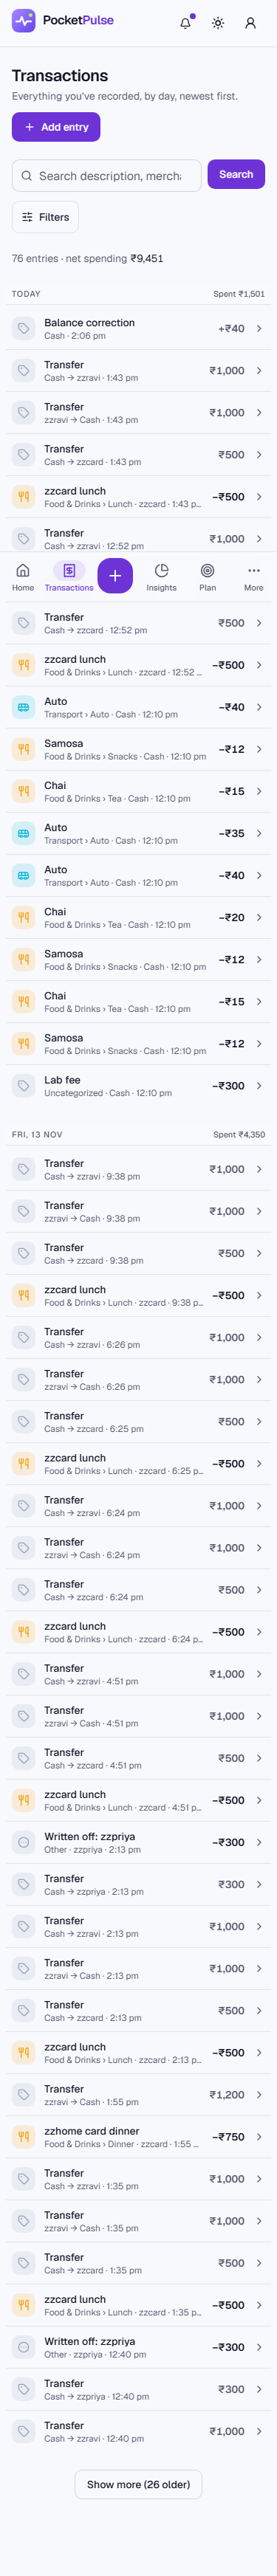 PocketPulse
Transactions
Everything you've recorded, by day, newest first.
Add entry
Search description, mercha
Search
Filters
76 entries · net spending ₹9,451
TODAY Spent ₹1,501
Balance correction +₹40
Cash · 2:06 pm
Transfer ₹1,000
Cash → zzravi · 1:43 pm
Transfer ₹1,000
zzravi → Cash · 1:43 pm
Transfer ₹500
Cash → zzcard · 1:43 pm
zzcard lunch −₹500
Food & Drinks › Lunch · zzcard · 1:43 p...
Transfer ₹1,000
Cash → zzravi · 12:52 pm
Home Transactions Insights Plan More
Transfer ₹500
Cash → zzcard · 12:52 pm
zzcard lunch −₹500
Food & Drinks › Lunch · zzcard · 12:52 ...
Auto −₹40
Transport › Auto · Cash · 12:10 pm
Samosa −₹12
Food & Drinks › Snacks · Cash · 12:10 pm
Chai −₹15
Food & Drinks › Tea · Cash · 12:10 pm
Auto −₹35
Transport › Auto · Cash · 12:10 pm
Auto −₹40
Transport › Auto · Cash · 12:10 pm
Chai −₹20
Food & Drinks › Tea · Cash · 12:10 pm
Samosa −₹12
Food & Drinks › Snacks · Cash · 12:10 pm
Chai −₹15
Food & Drinks › Tea · Cash · 12:10 pm
Samosa −₹12
Food & Drinks › Snacks · Cash · 12:10 pm
Lab fee −₹300
Uncategorized · Cash · 12:10 pm
FRI, 13 NOV Spent ₹4,350
Transfer ₹1,000
Cash → zzravi · 9:38 pm
Transfer ₹1,000
zzravi → Cash · 9:38 pm
Transfer ₹500
Cash → zzcard · 9:38 pm
zzcard lunch −₹500
Food & Drinks › Lunch · zzcard · 9:38 p...
Transfer ₹1,000
Cash → zzravi · 6:26 pm
Transfer ₹1,000
zzravi → Cash · 6:26 pm
Transfer ₹500
Cash → zzcard · 6:25 pm
zzcard lunch −₹500
Food & Drinks › Lunch · zzcard · 6:25 p...
Transfer ₹1,000
Cash → zzravi · 6:24 pm
Transfer ₹1,000
zzravi → Cash · 6:24 pm
Transfer ₹500
Cash → zzcard · 6:24 pm
zzcard lunch −₹500
Food & Drinks › Lunch · zzcard · 6:24 p...
Transfer ₹1,000
Cash → zzravi · 4:51 pm
Transfer ₹1,000
zzravi → Cash · 4:51 pm
Transfer ₹500
Cash → zzcard · 4:51 pm
zzcard lunch −₹500
Food & Drinks › Lunch · zzcard · 4:51 p...
Written off: zzpriya −₹300
Other · zzpriya · 2:13 pm
Transfer ₹300
Cash → zzpriya · 2:13 pm
Transfer ₹1,000
Cash → zzravi · 2:13 pm
Transfer ₹1,000
zzravi → Cash · 2:13 pm
Transfer ₹500
Cash → zzcard · 2:13 pm
zzcard lunch −₹500
Food & Drinks › Lunch · zzcard · 2:13 p...
Transfer ₹1,200
zzravi → Cash · 1:55 pm
zzhome card dinner −₹750
Food & Drinks › Dinner · zzcard · 1:55 ...
Transfer ₹1,000
Cash → zzravi · 1:35 pm
Transfer ₹1,000
zzravi → Cash · 1:35 pm
Transfer ₹500
Cash → zzcard · 1:35 pm
zzcard lunch −₹500
Food & Drinks › Lunch · zzcard · 1:35 p...
Written off: zzpriya −₹300
Other · zzpriya · 12:40 pm
Transfer ₹300
Cash → zzpriya · 12:40 pm
Transfer ₹1,000
Cash → zzravi · 12:40 pm
Show more (26 older)